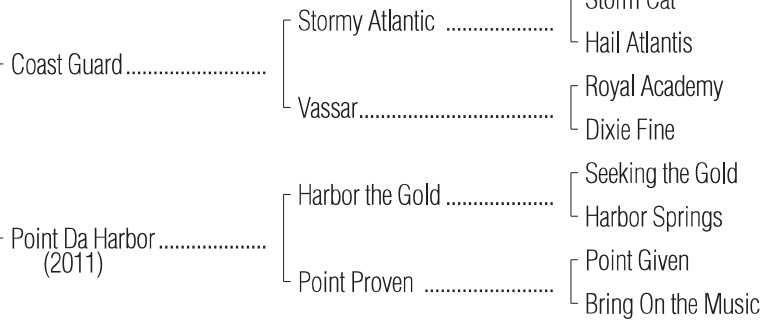 Storm Cat
Stormy Atlantic ....................
Hail Atlantis
Coast Guard..........................
Royal Academy
Vassar....................................
Dixie Fine
Seeking the Gold
Harbor the Gold ....................
Harbor Springs
Point Da Harbor....................
(2011)
Point Given
Point Proven ........................
Bring On the Music